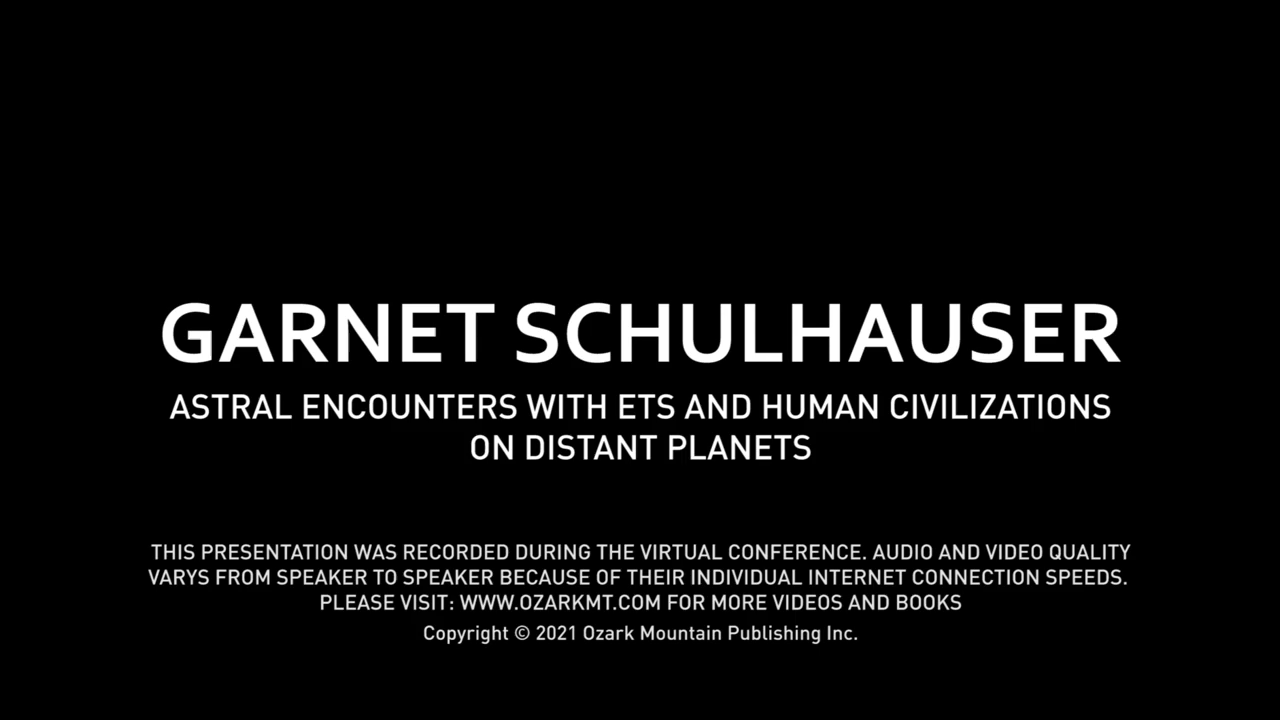 GARNET SCHULHAUSER
ASTRAL ENCOUNTERS WITH ETS AND HUMAN CIVILIZATIONS
ON DISTANT PLANETS
THIS PRESENTATION WAS RECORDED DURING THE VIRTUAL CONFERENCE. AUDIO AND VIDEO QUALITY
VARYS FROM SPEAKER TO SPEAKER BECAUSE OF THEIR INDIVIDUAL INTERNET CONNECTION SPEEDS.
PLEASE VISIT: WWW.OZARKMT.COM FOR MORE VIDEOS AND BOOKS
Copyright © 2021 Ozark Mountain Publishing Inc.